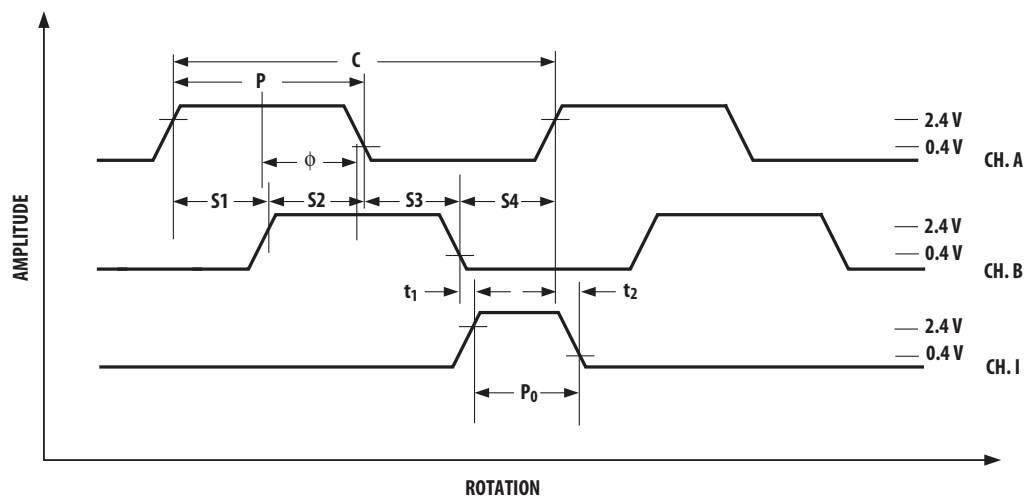 C
P
2.4 V
0.4 V
CH. A
ϕ
S1 S2 S3 S4
2.4 V
0.4 V
CH. B
AMPLITUDE
t1 t2
2.4 V
0.4 V
CH. I
P0
ROTATION